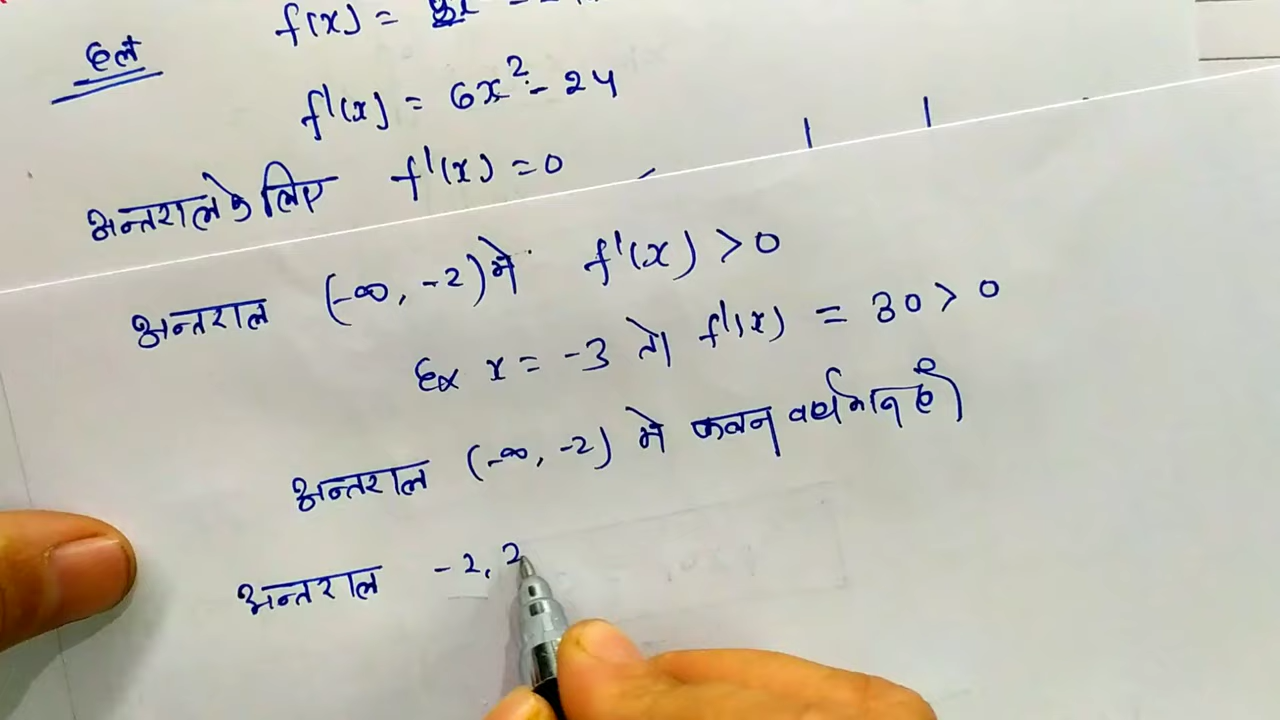 हल f(x) =
f'(x) = 6x² - 24
अन्तराल के लिए f'(x) = 0
अन्तराल (-∞, -2) मे f'(x) > 0
Ex x = -3 तो f'(x) = 30 > 0
अन्तराल (-∞, -2) मे फलन वर्धमान है।
अन्तराल -2, 2